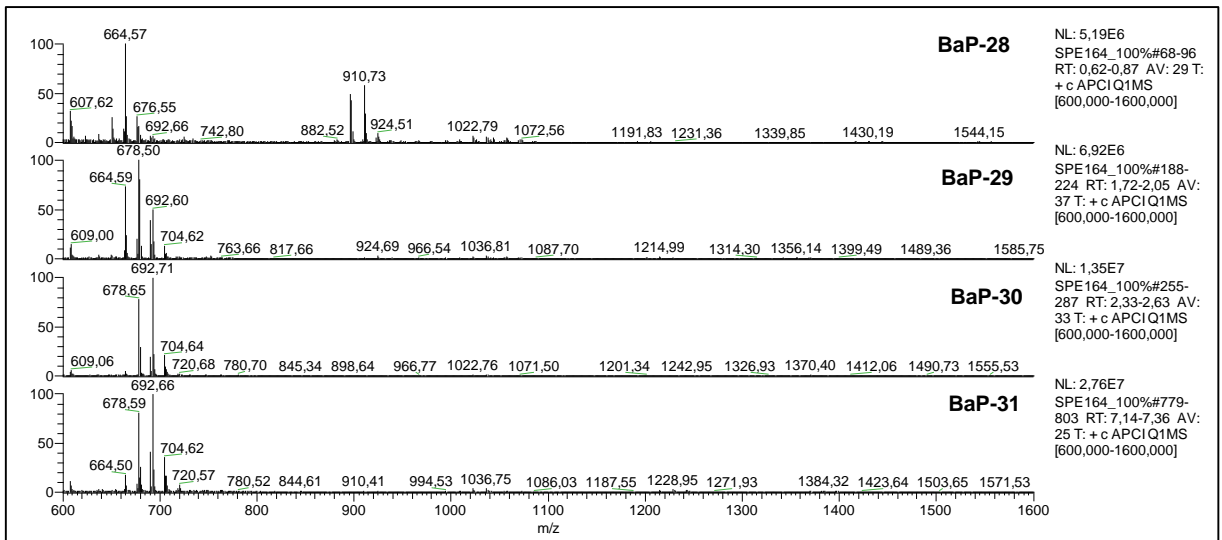 664,57
BaP-28
NL: 5,19E6
SPE164_100%#68-96
RT: 0,62-0,87 AV: 29 T:
+ c APCI Q1MS
[600,000-1600,000]
100
50
0
910,73
607,62 676,55
692,66 742,80 882,52 924,51 1022,79 1072,56 1191,83 1231,36 1339,85 1430,19 1544,15
678,50
BaP-29
NL: 6,92E6
SPE164_100%#188-
224 RT: 1,72-2,05 AV:
37 T: + c APCI Q1MS
[600,000-1600,000]
100
50
0
664,59 692,60
609,00 704,62 763,66 817,66 924,69 966,54 1036,81 1087,70 1214,99 1314,30 1356,14 1399,49 1489,36 1585,75
692,71
BaP-30
NL: 1,35E7
SPE164_100%#255-
287 RT: 2,33-2,63 AV:
33 T: + c APCI Q1MS
[600,000-1600,000]
100
50
0
678,65
704,64
609,06 720,68 780,70 845,34 898,64 966,77 1022,76 1071,50 1201,34 1242,95 1326,93 1370,40 1412,06 1490,73 1555,53
692,66
BaP-31
NL: 2,76E7
SPE164_100%#779-
803 RT: 7,14-7,36 AV:
25 T: + c APCI Q1MS
[600,000-1600,000]
100
50
0
678,59
704,62
664,50 720,57 780,52 844,61 910,41 994,53 1036,75 1086,03 1187,55 1228,95 1271,93 1384,32 1423,64 1503,65 1571,53
600 700 800 900 1000 1100 1200 1300 1400 1500 1600
m/z